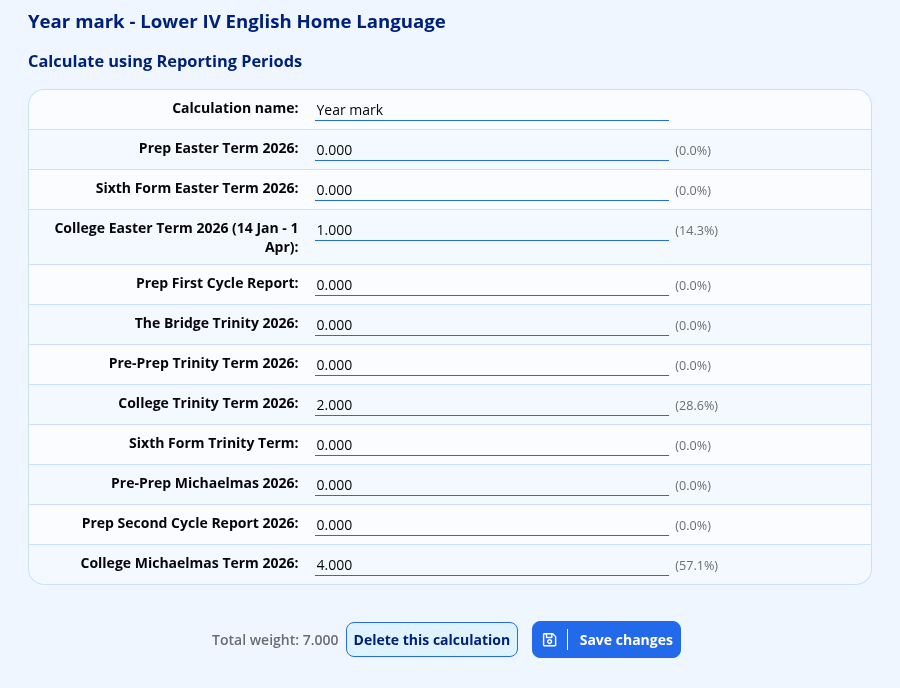 Year mark - Lower IV English Home Language
Calculate using Reporting Periods
Calculation name: Year mark
Prep Easter Term 2026: 0.000 (0.0%)
Sixth Form Easter Term 2026: 0.000 (0.0%)
College Easter Term 2026 (14 Jan - 1 1.000 (14.3%)
Apr):
Prep First Cycle Report: 0.000 (0.0%)
The Bridge Trinity 2026: 0.000 (0.0%)
Pre-Prep Trinity Term 2026: 0.000 (0.0%)
College Trinity Term 2026: 2.000 (28.6%)
Sixth Form Trinity Term: 0.000 (0.0%)
Pre-Prep Michaelmas 2026: 0.000 (0.0%)
Prep Second Cycle Report 2026: 0.000 (0.0%)
College Michaelmas Term 2026: 4.000 (57.1%)
Total weight: 7.000 Delete this calculation Save changes